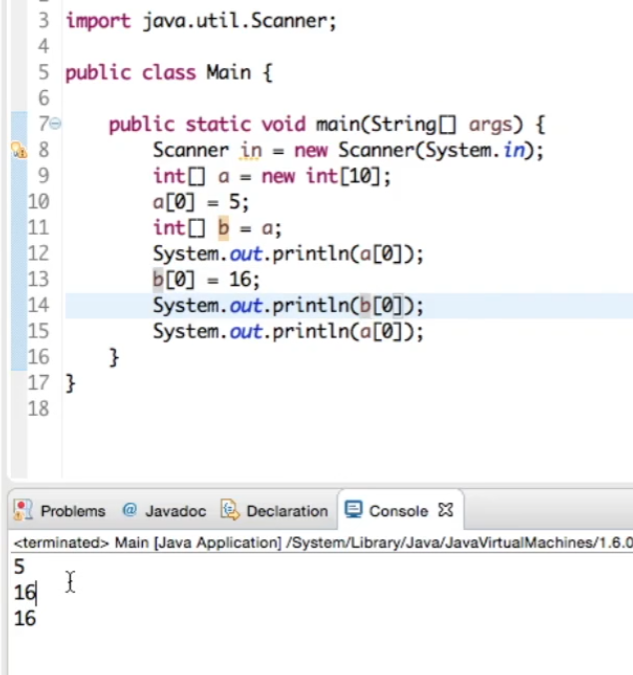 3 import java.util.Scanner;
4
5 public class Main {
6
7 public static void main(String[] args) {
8 Scanner in = new Scanner(System.in);
9 int[] a = new int[10];
10 a[0] = 5;
11 int[] b = a;
12 System.out.println(a[0]);
13 b[0] = 16;
14 System.out.println(b[0]);
15 System.out.println(a[0]);
16 }
17 }
18
Problems @ Javadoc Declaration Console
<terminated> Main [Java Application] /System/Library/Java/JavaVirtualMachines/1.6.0
5
16
16